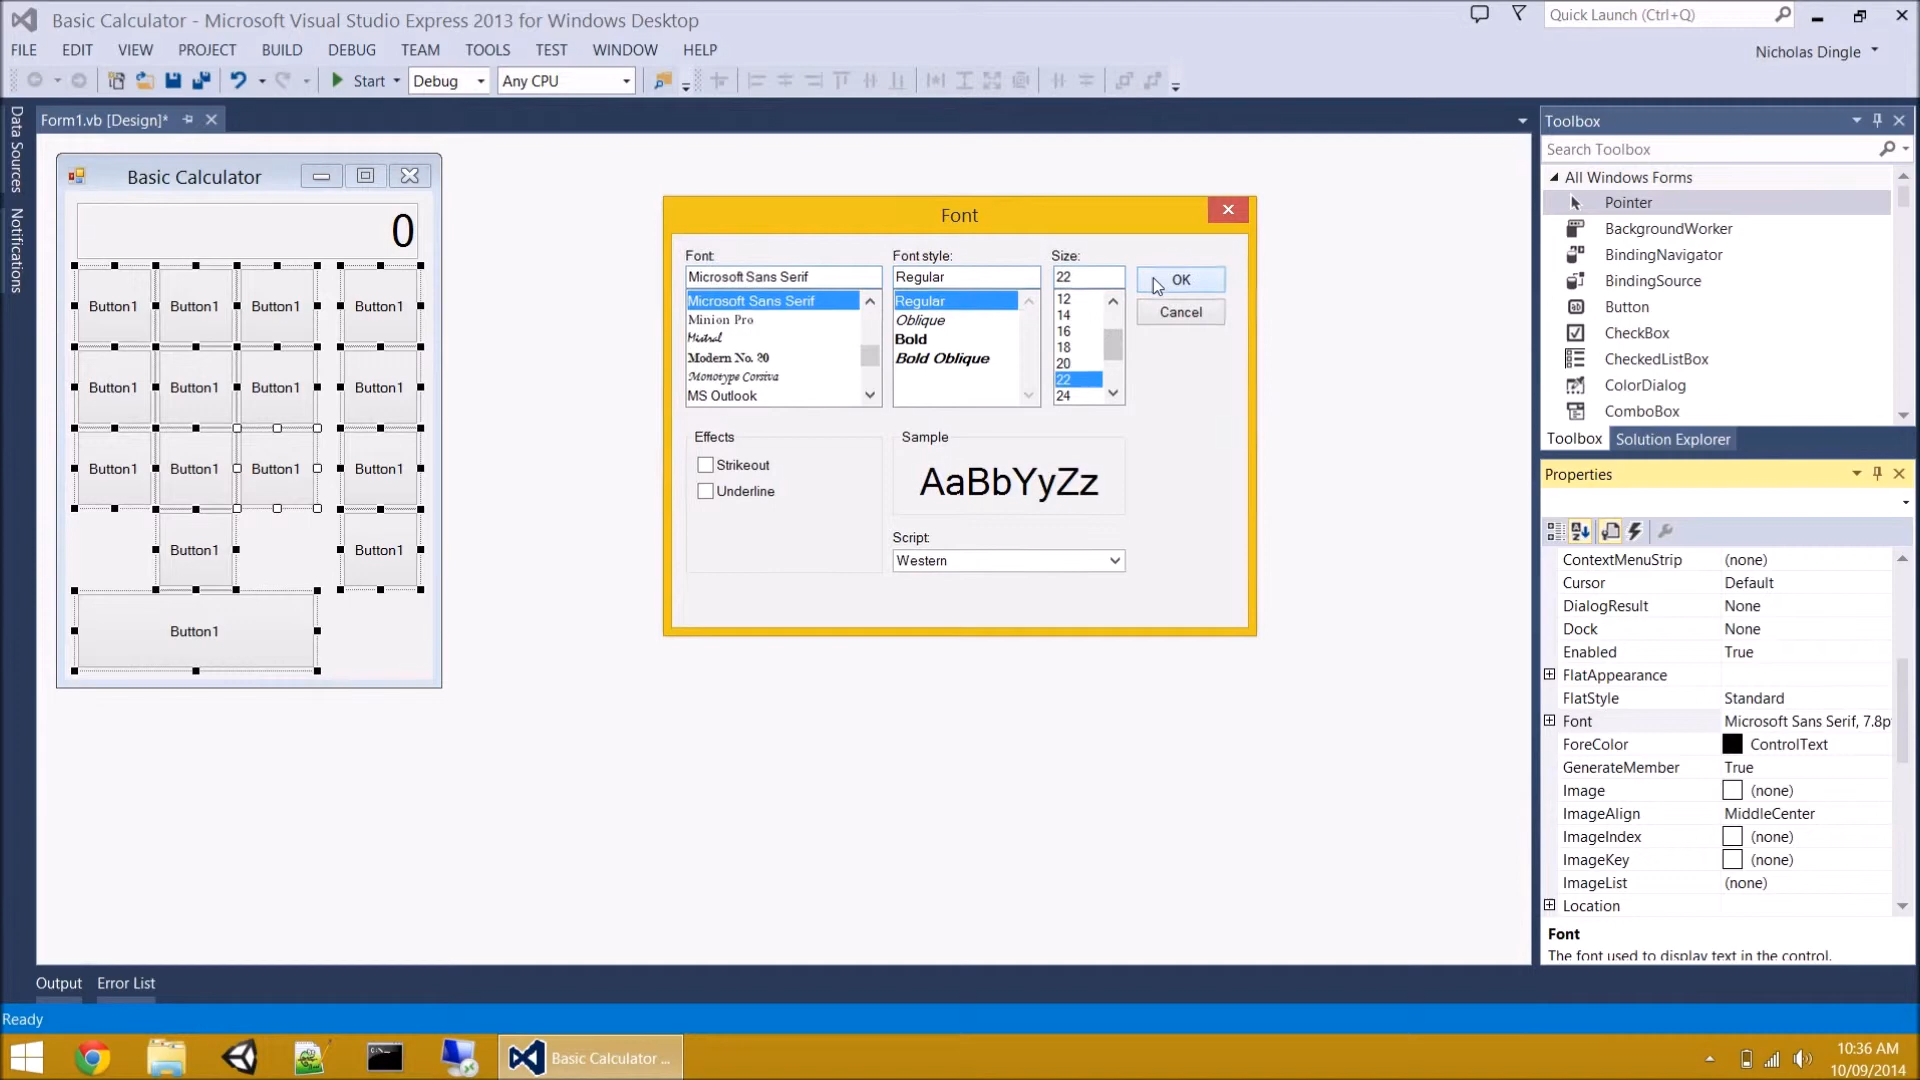 Basic Calculator - Microsoft Visual Studio Express 2013 for Windows Desktop
Quick Launch (Ctrl+Q)
FILE EDIT VIEW PROJECT BUILD DEBUG TEAM TOOLS TEST WINDOW HELP
Nicholas Dingle
Start Debug Any CPU
Data Sources
Notifications
Form1.vb [Design]*
Basic Calculator
0
Button1 Button1 Button1 Button1
Button1 Button1 Button1 Button1
Button1 Button1 Button1 Button1
Button1 Button1
Button1
Font
Font: Font style: Size:
Microsoft Sans Serif Regular 22 OK
Microsoft Sans Serif Regular 12
Minion Pro Oblique 14 Cancel
Mistral Bold 16
Modern No. 20 Bold Oblique 18
Monotype Corsiva 20
MS Outlook 22
24
Effects Sample
Strikeout
Underline
AaBbYyZz
Script:
Western
Toolbox
Search Toolbox
All Windows Forms
Pointer
BackgroundWorker
BindingNavigator
BindingSource
Button
CheckBox
CheckedListBox
ColorDialog
ComboBox
Toolbox Solution Explorer
Properties
ContextMenuStrip (none)
Cursor Default
DialogResult None
Dock None
Enabled True
FlatAppearance
FlatStyle Standard
Font Microsoft Sans Serif, 7.8p
ForeColor ControlText
GenerateMember True
Image (none)
ImageAlign MiddleCenter
ImageIndex (none)
ImageKey (none)
ImageList (none)
Location
Font
The font used to display text in the control.
Output Error List
Ready
Basic Calculator ...
10:36 AM
10/09/2014